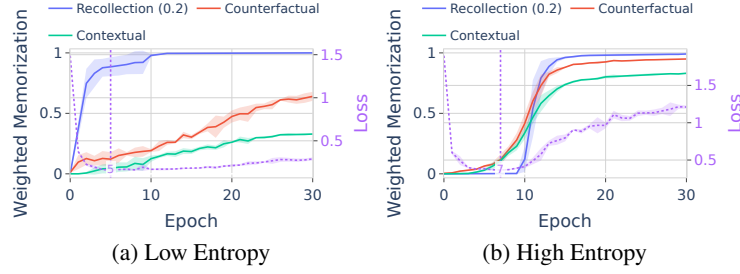 Recollection (0.2) Counterfactual
Contextual
Weighted Memorization
1
0.5
0
0 10 20 30
Epoch
1.5
1
0.5
Loss
5
(a) Low Entropy
Recollection (0.2) Counterfactual
Contextual
Weighted Memorization
1
0.5
0
0 10 20 30
Epoch
1.5
1
0.5
Loss
7
(b) High Entropy